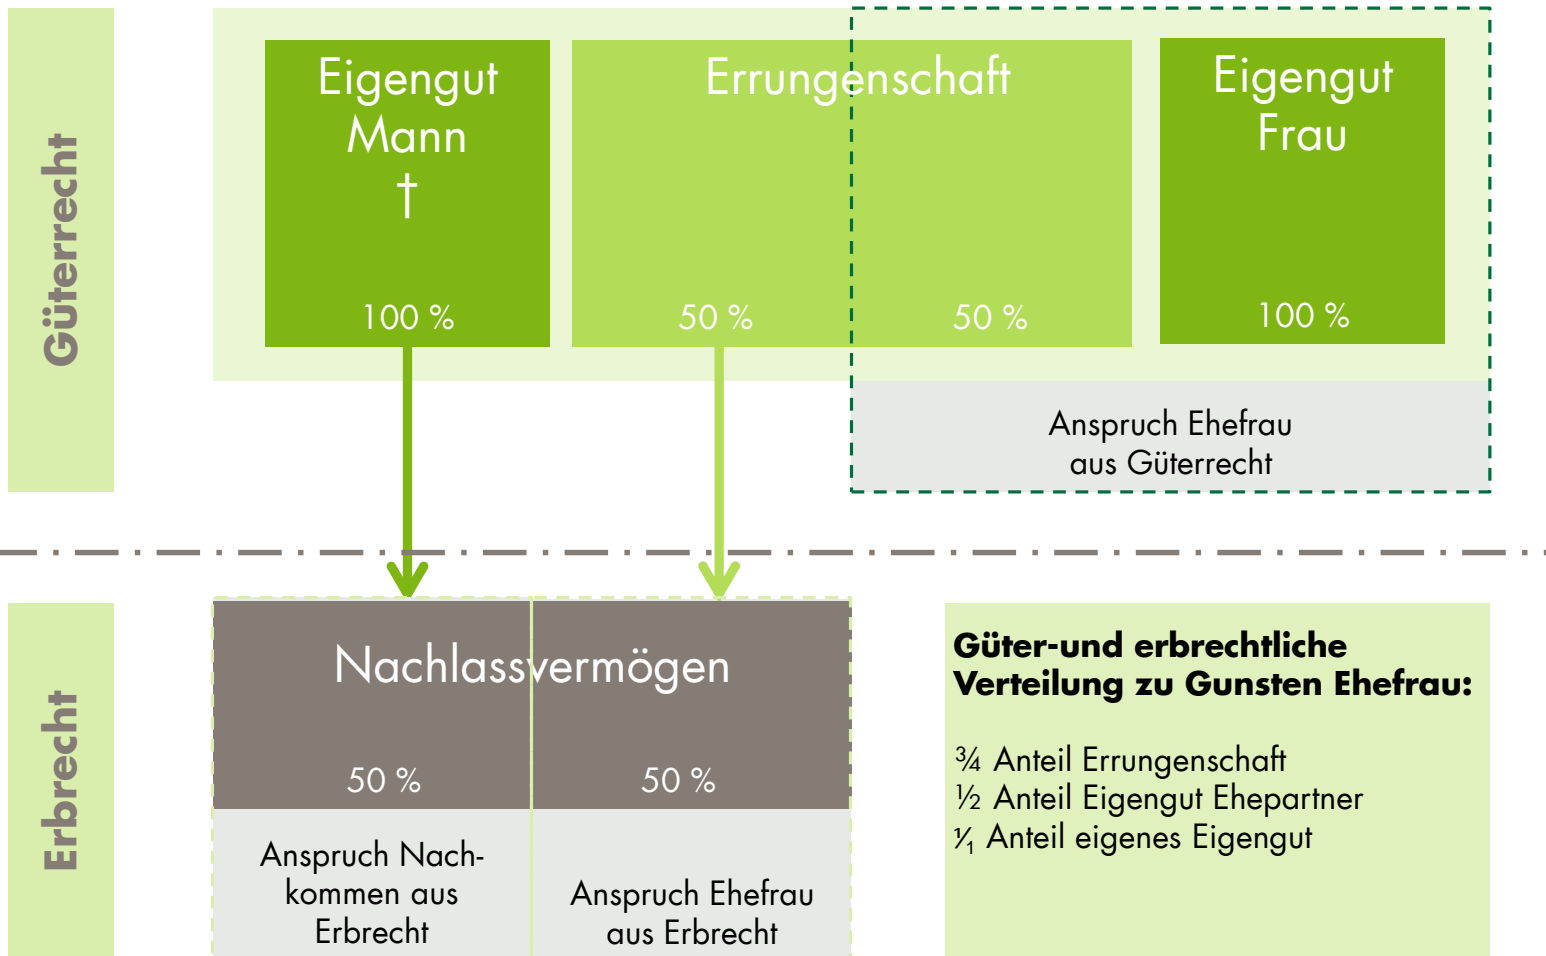 Güterrecht
Eigengut
Mann
†
100 %
Errungenschaft
50 %
50 %
Eigengut
Frau
100 %
Anspruch Ehefrau
aus Güterrecht
Erbrecht
Nachlassvermögen
50 %
50 %
Anspruch Nach-
kommen aus
Erbrecht
Anspruch Ehefrau
aus Erbrecht
Güter-und erbrechtliche
Verteilung zu Gunsten Ehefrau:
¾ Anteil Errungenschaft
½ Anteil Eigengut Ehepartner
¹⁄₁ Anteil eigenes Eigengut